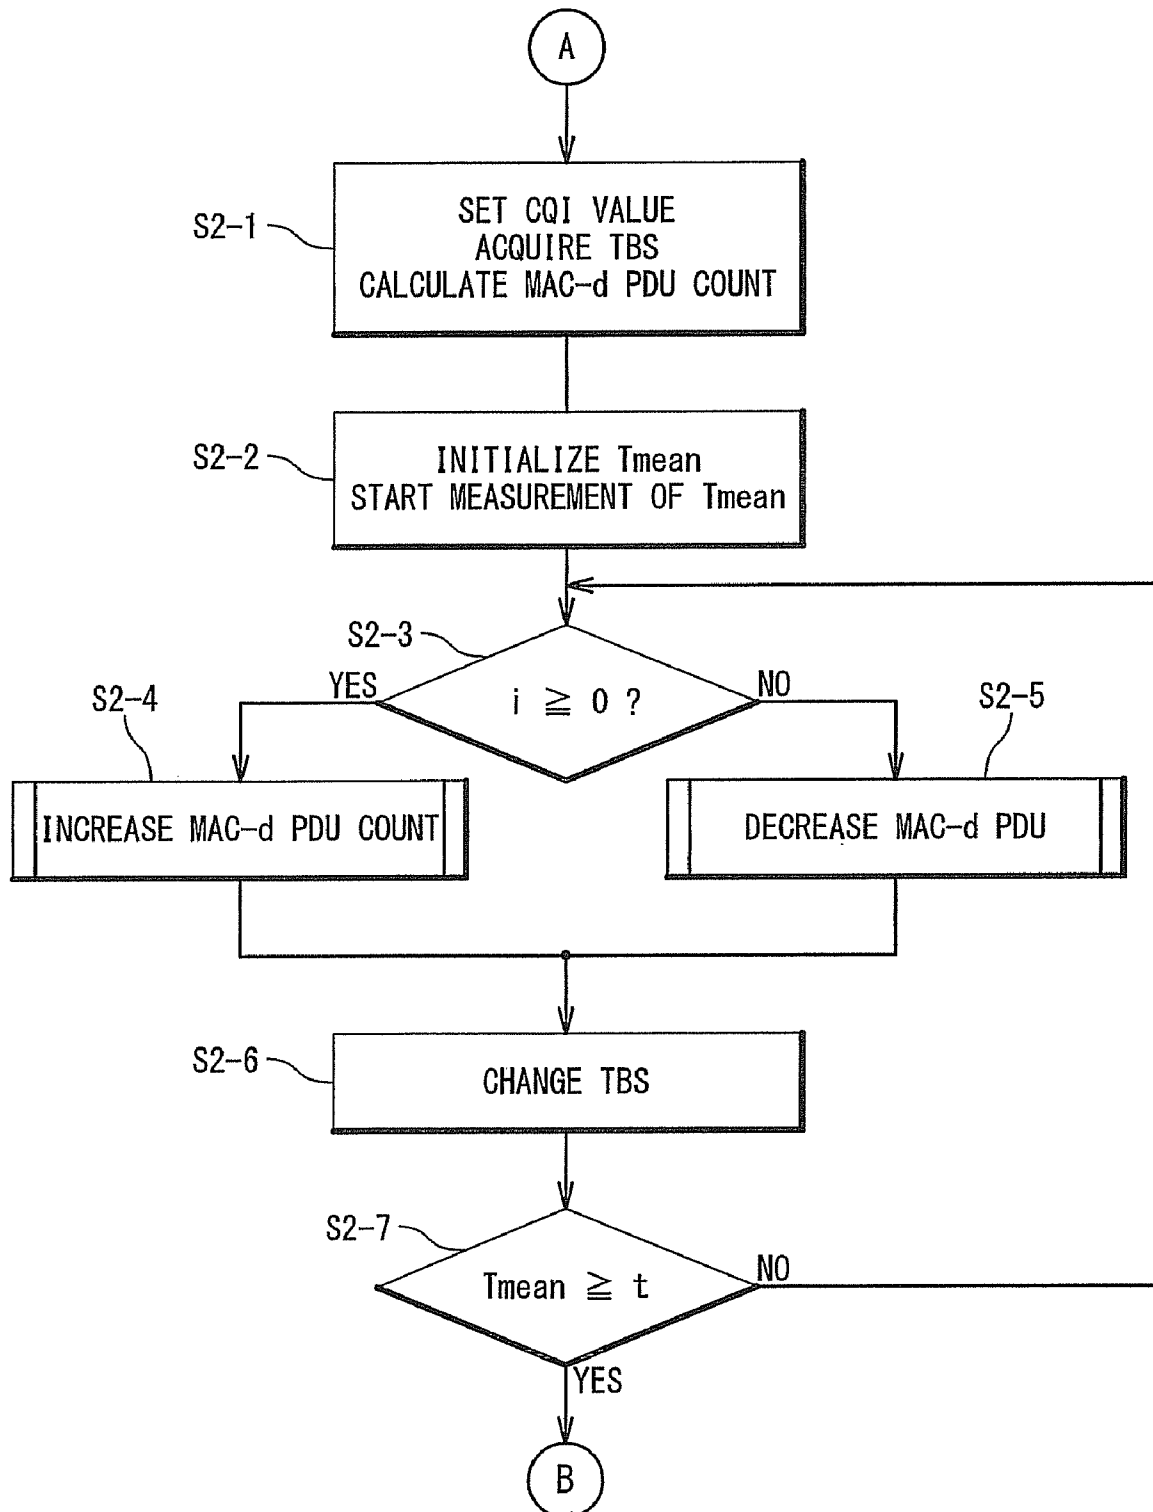 A
S2-1
SET CQI VALUE
ACQUIRE TBS
CALCULATE MAC-d PDU COUNT
S2-2
INITIALIZE Tmean
START MEASUREMENT OF Tmean
S2-3
i ≧ 0 ?
YES
NO
S2-4
INCREASE MAC-d PDU COUNT
S2-5
DECREASE MAC-d PDU
S2-6
CHANGE TBS
S2-7
Tmean ≧ t
NO
YES
B